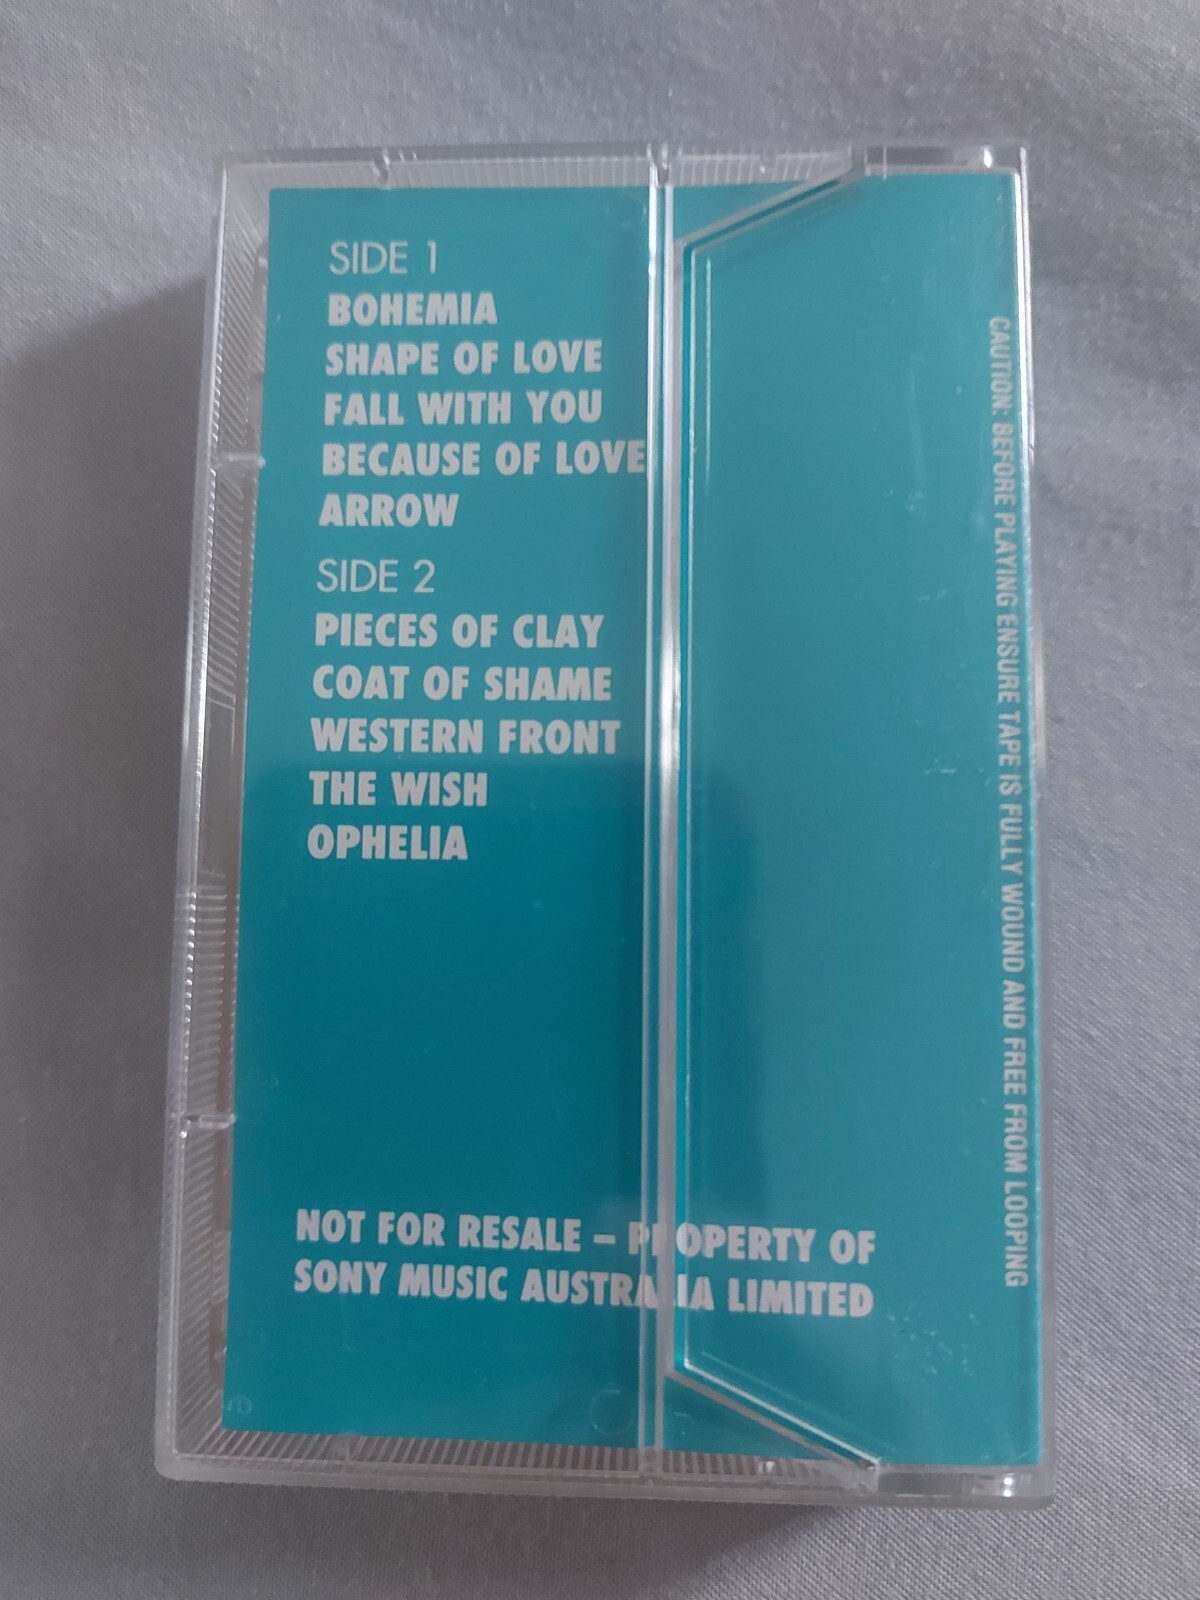 SIDE 1
BOHEMIA
SHAPE OF LOVE
FALL WITH YOU
BECAUSE OF LOVE
ARROW
SIDE 2
PIECES OF CLAY
COAT OF SHAME
WESTERN FRONT
THE WISH
OPHELIA
NOT FOR RESALE – PROPERTY OF
SONY MUSIC AUSTRALIA LIMITED
CAUTION: BEFORE PLAYING ENSURE TAPE IS FULLY WOUND AND FREE FROM LOOPING